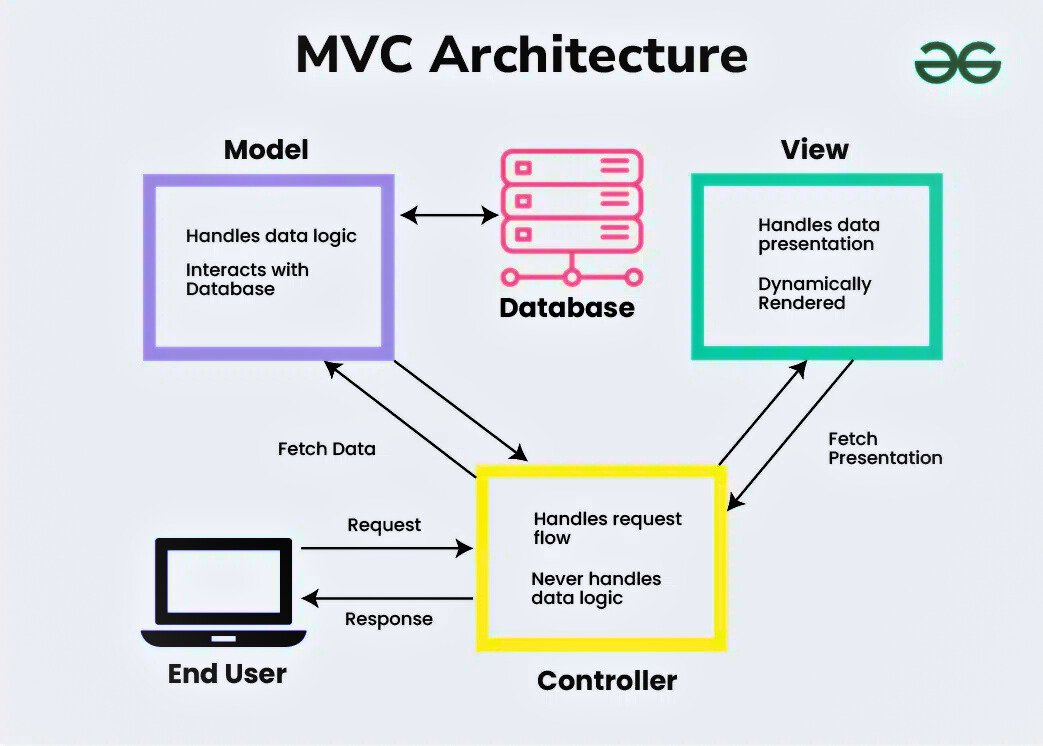 MVC Architecture
Model
View
Handles data logic
Interacts with
Database
Handles data
presentation
Dynamically
Rendered
Database
Fetch Data
Fetch
Presentation
Request
Handles request
flow
Never handles
data logic
Response
End User
Controller